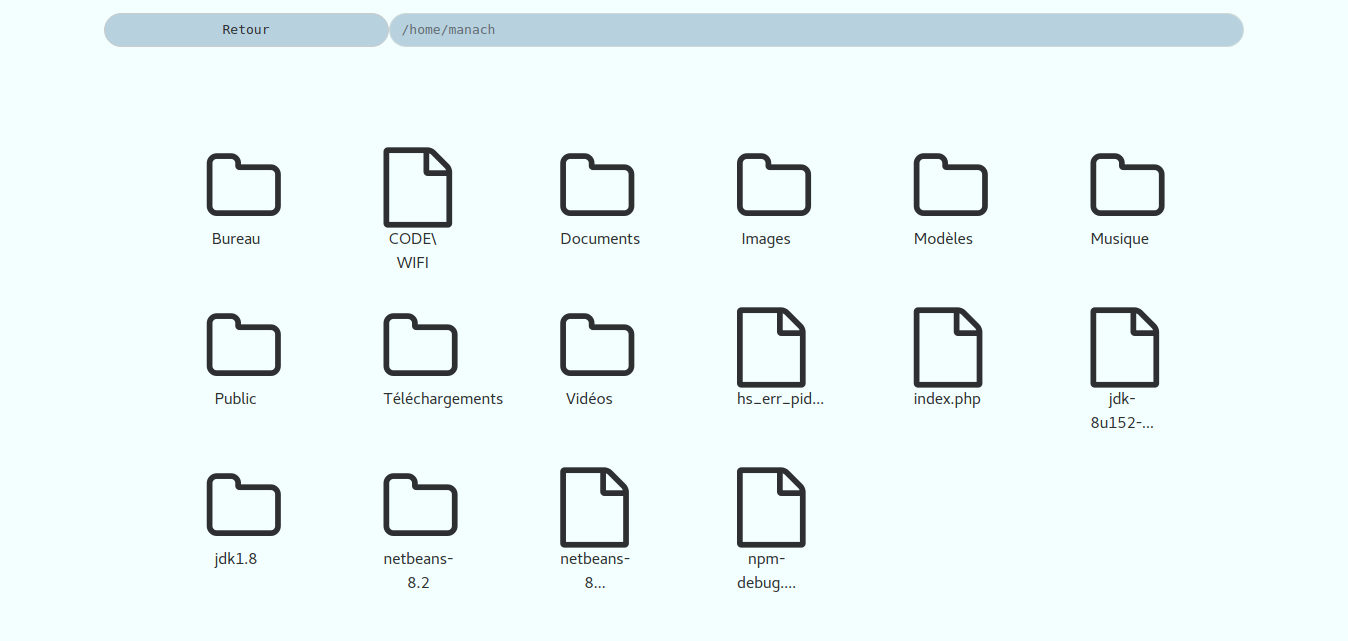 Retour
/home/manach
Bureau
CODE\
WIFI
Documents
Images
Modèles
Musique
Public
Téléchargements
Vidéos
hs_err_pid...
index.php
jdk-
8u152-...
jdk1.8
netbeans-
8.2
netbeans-
8...
npm-
debug....